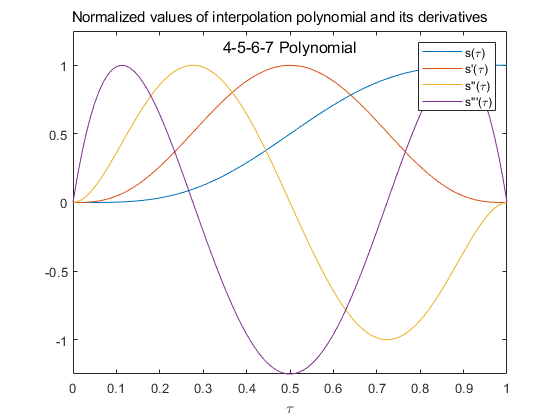 Normalized values of interpolation polynomial and its derivatives
4-5-6-7 Polynomial
s(τ)
s'(τ)
s''(τ)
s'''(τ)
1
0.5
0
-0.5
-1
0 0.1 0.2 0.3 0.4 0.5 0.6 0.7 0.8 0.9 1
τ